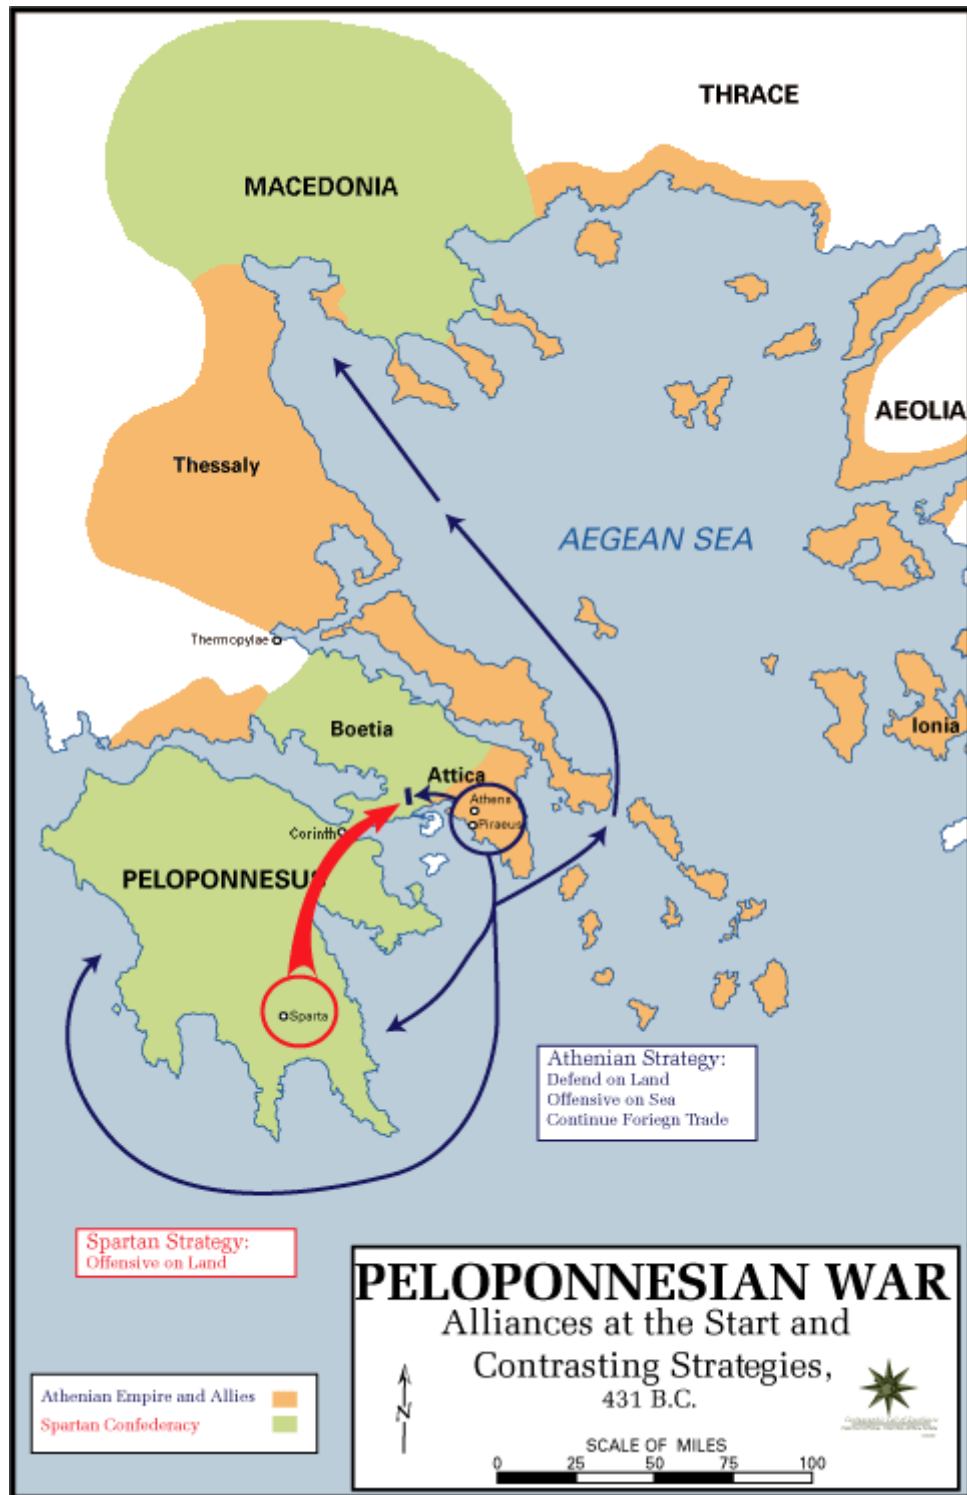 THRACE
MACEDONIA
AEOLIA
Thessaly
AEGEAN SEA
Thermopylae
Ionia
Boetia
Attica
Athens
Piraeus
Corinth
PELOPONNESUS
Sparta
Athenian Strategy:
Defend on Land
Offensive on Sea
Continue Foriegn Trade
Spartan Strategy:
Offensive on Land
PELOPONNESIAN WAR
Alliances at the Start and
Contrasting Strategies,
431 B.C.
N
SCALE OF MILES
0 25 50 75 100
Athenian Empire and Allies
Spartan Confederacy